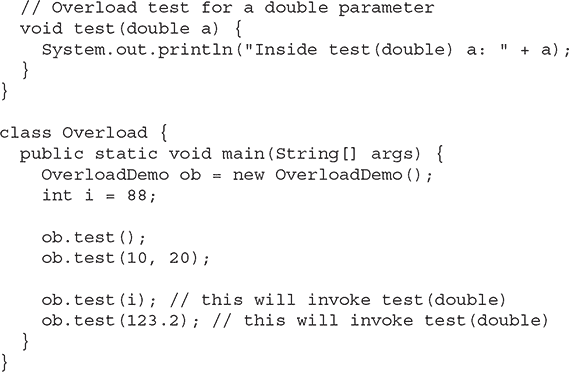 // Overload test for a double parameter
  void test(double a) {
    System.out.println("Inside test(double) a: " + a);
  }
}

class Overload {
  public static void main(String[] args) {
    OverloadDemo ob = new OverloadDemo();
    int i = 88;

    ob.test();
    ob.test(10, 20);

    ob.test(i); // this will invoke test(double)
    ob.test(123.2); // this will invoke test(double)
  }
}